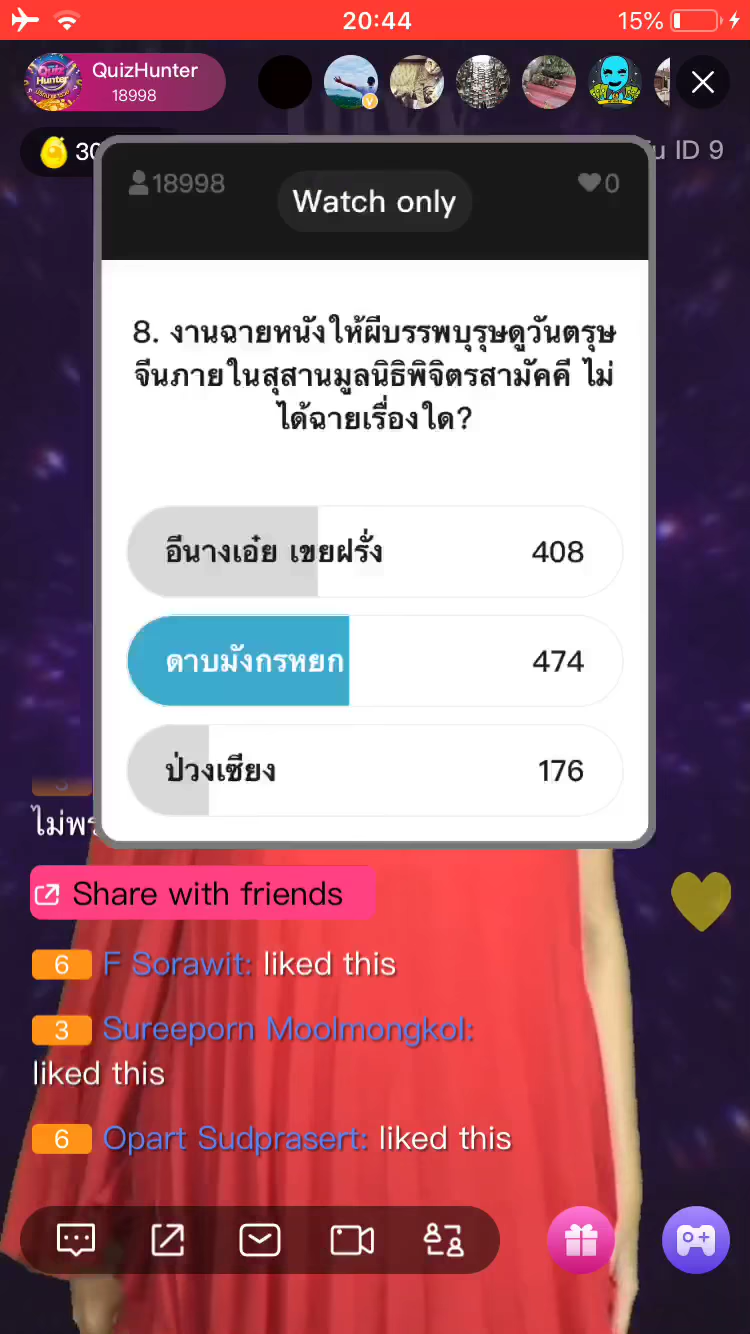 20:44
15%
QuizHunter
18998
30
ID 9
18998
Watch only
0
8. งานฉายหนังให้ผีบรรพบุรุษดูวันตรุษ
จีนภายในสุสานมูลนิธิพิจิตรสามัคคี ไม่
ได้ฉายเรื่องใด?
อีนางเอ๋ย เขยฝรั่ง 408
ดาบมังกรหยก 474
ป่วงเซียง 176
Share with friends
6 F Sorawit: liked this
3 Sureeporn Moolmongkol:
liked this
6 Opart Sudprasert: liked this